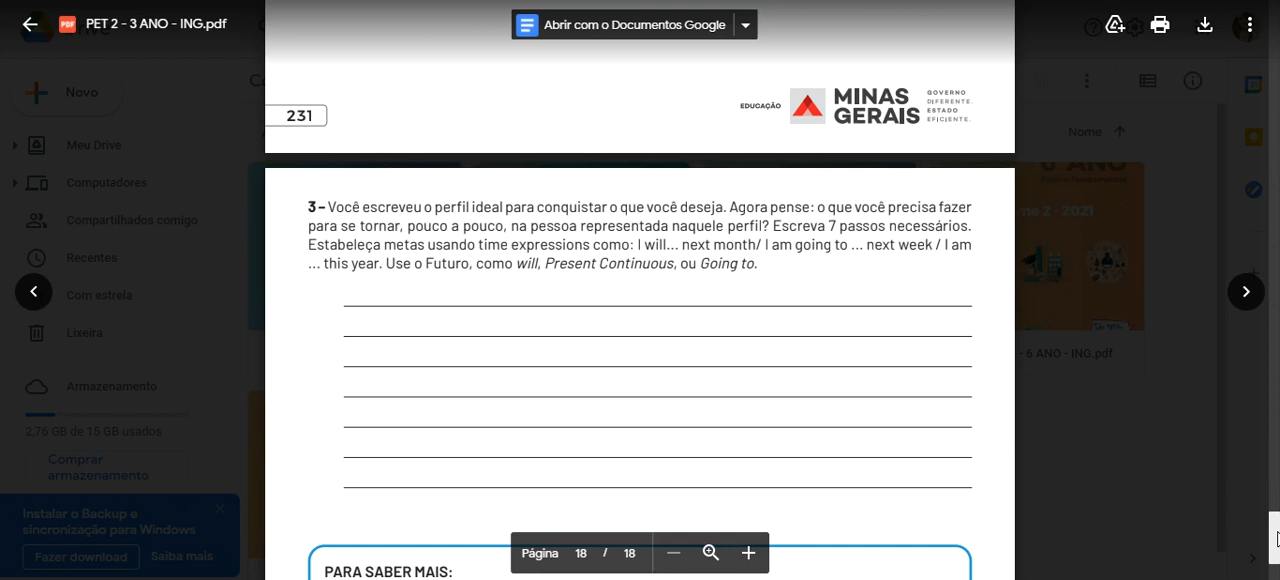 PET 2 - 3 ANO - ING.pdf
Abrir com o Documentos Google
Novo
Nome
Meu Drive
Computadores
Compartilhados comigo
Recentes
Com estrela
Lixeira
Armazenamento
2,76 GB de 15 GB usados
Comprar
armazenamento
Instalar o Backup e
sincronização para Windows
Fazer download
Saiba mais
231
EDUCAÇÃO
MINAS
GERAIS
GOVERNO
DIFERENTE.
ESTADO
EFICIENTE.
3 – Você escreveu o perfil ideal para conquistar o que você deseja. Agora pense: o que você precisa fazer
para se tornar, pouco a pouco, na pessoa representada naquele perfil? Escreva 7 passos necessários.
Estabeleça metas usando time expressions como: I will... next month/ I am going to ... next week / I am
... this year. Use o Futuro, como will, Present Continuous, ou Going to.
- 6 ANO - ING.pdf
Página 18 / 18
PARA SABER MAIS: